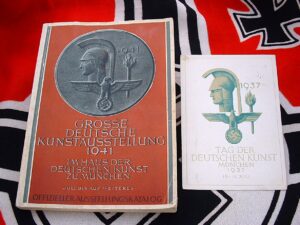 1941
GROSSE
DEUTSCHE
KUNSTAUSSTELLUNG
1941
IM HAUS DER
DEUTSCHEN KUNST
ZU MÜNCHEN
OFFIZIELLER AUSSTELLUNGSKATALOG
1937
TAG DER
DEUTSCHEN KUNST
MÜNCHEN
1937